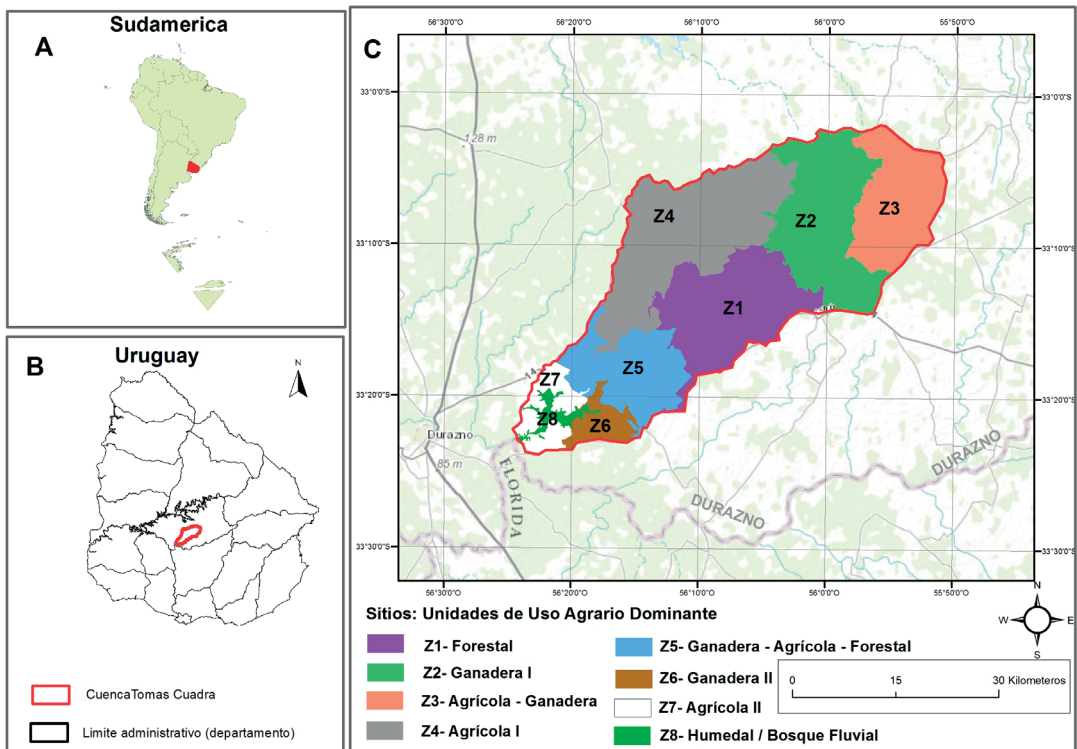 Sudamerica
A
Uruguay
B
N
CuencaTomas Cuadra
Limite administrativo (departamento)
C
56°30'0"O 56°20'0"O 56°10'0"O 56°0'0"O 55°50'0"O
33°0'0"S 33°0'0"S
128 m
Z4 Z2 Z3
33°10'0"S 33°10'0"S
Z1
Z5
Z7
33°20'0"S 33°20'0"S
Z8 Z6
Durazno
85 m
FLORIDA
DURAZNO
DURAZNO
33°30'0"S 33°30'0"S
56°20'0"O 56°10'0"O 56°0'0"O 55°50'0"O
Sitios: Unidades de Uso Agrario Dominante
Z1- Forestal
Z2- Ganadera I
Z3- Agrícola - Ganadera
Z4- Agrícola I
Z5- Ganadera - Agrícola - Forestal
Z6- Ganadera II
Z7- Agrícola II
Z8- Humedal / Bosque Fluvial
N
W E
S
0 15 30 Kilometeros